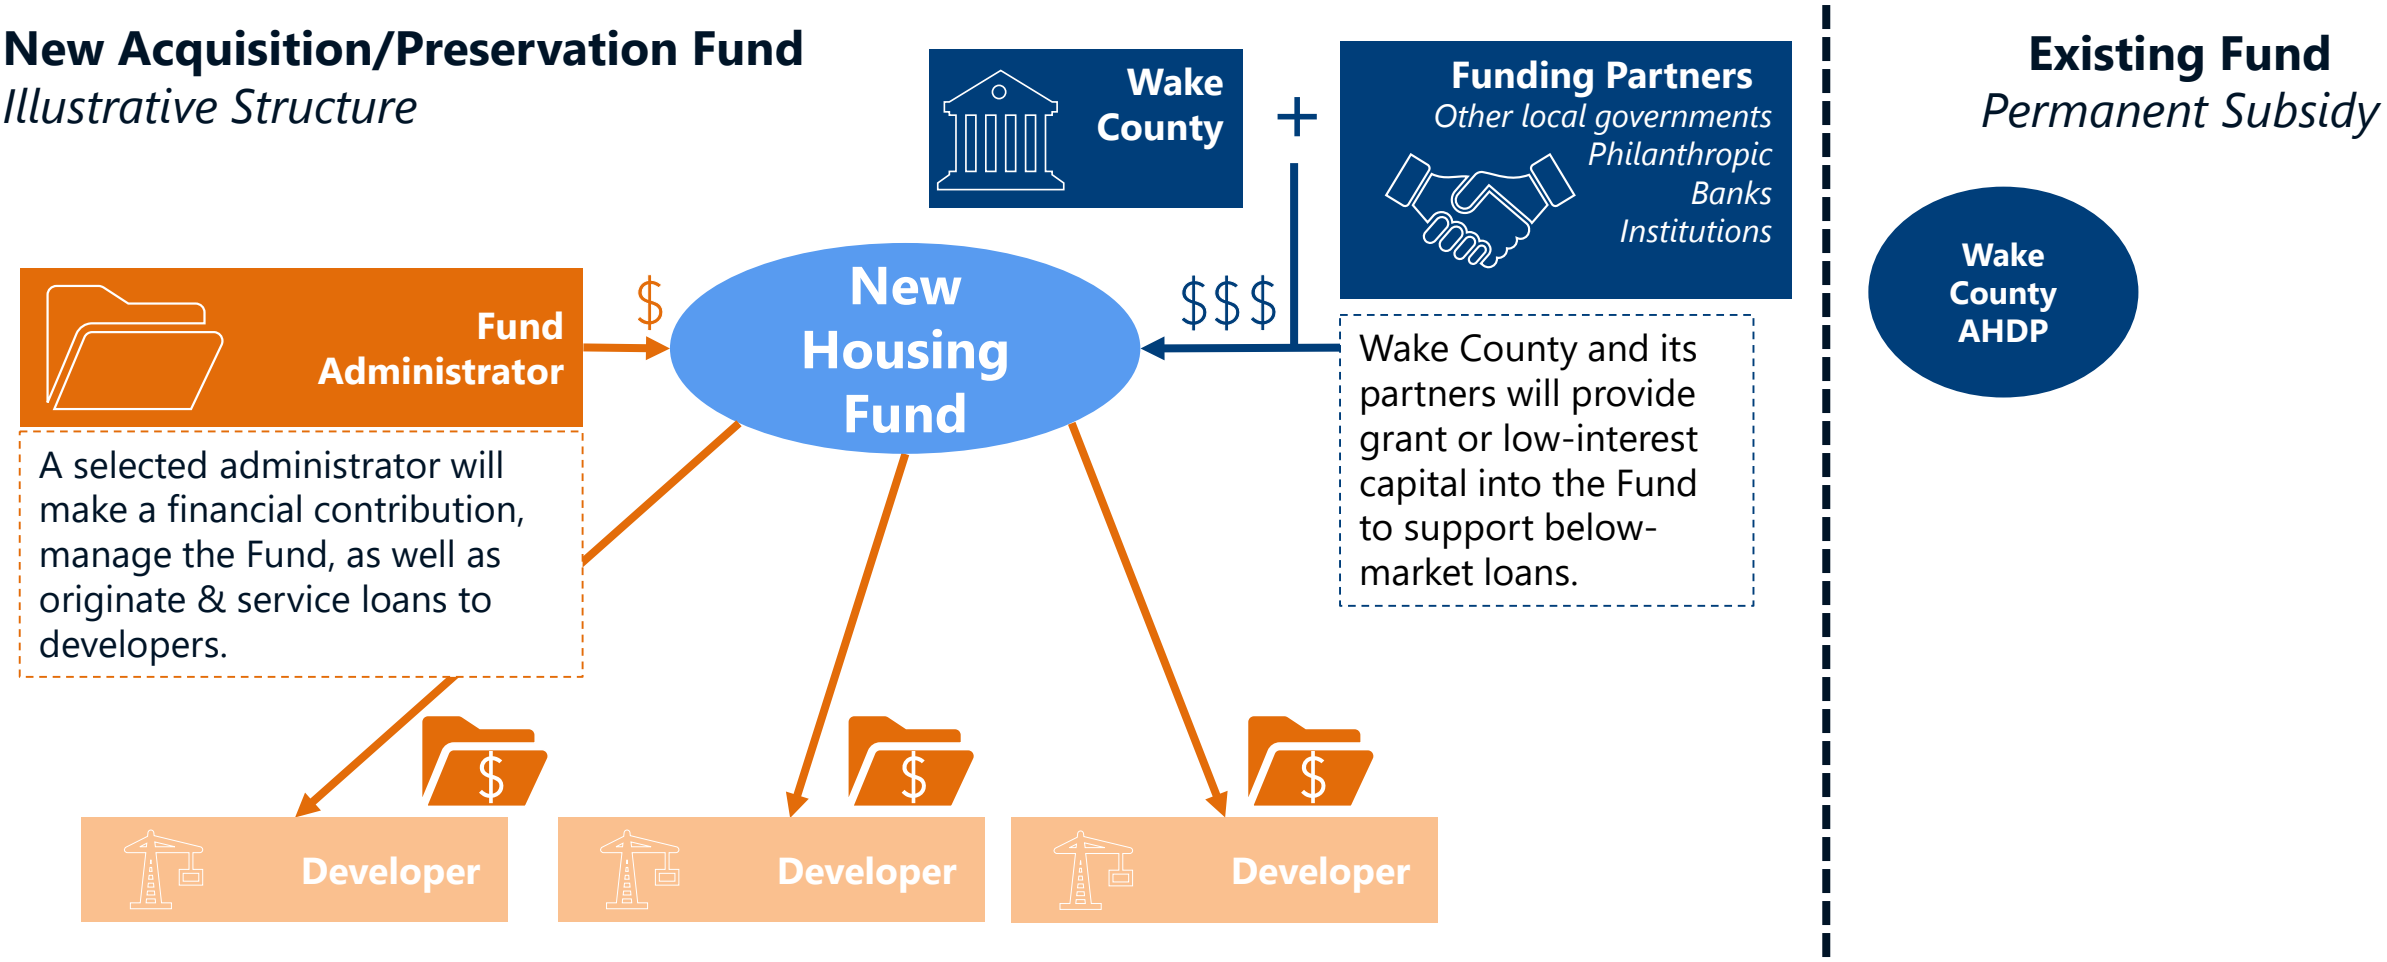 New Acquisition/Preservation Fund
Illustrative Structure
Wake
County
+
Funding Partners
Other local governments
Philanthropic
Banks
Institutions
Existing Fund
Permanent Subsidy
Wake
County
AHDP
Fund
Administrator
$
New
Housing
Fund
$$$
A selected administrator will
make a financial contribution,
manage the Fund, as well as
originate & service loans to
developers.
Wake County and its
partners will provide
grant or low-interest
capital into the Fund
to support below-
market loans.
$
$
$
Developer
Developer
Developer